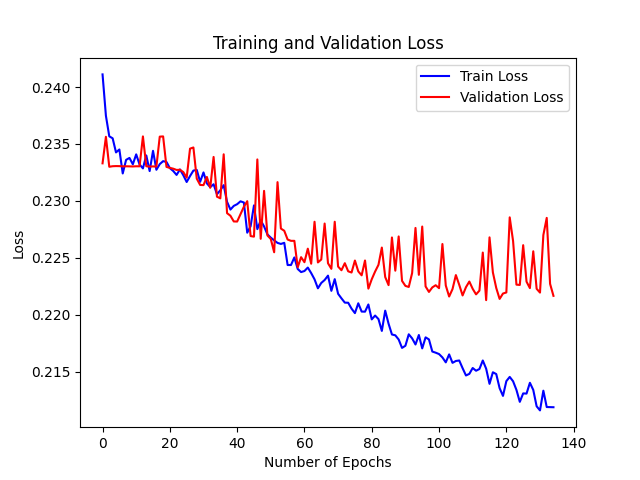 Training and Validation Loss
Train Loss
Validation Loss
0.240
0.235
0.230
0.225
0.220
0.215
Loss
0 20 40 60 80 100 120 140
Number of Epochs